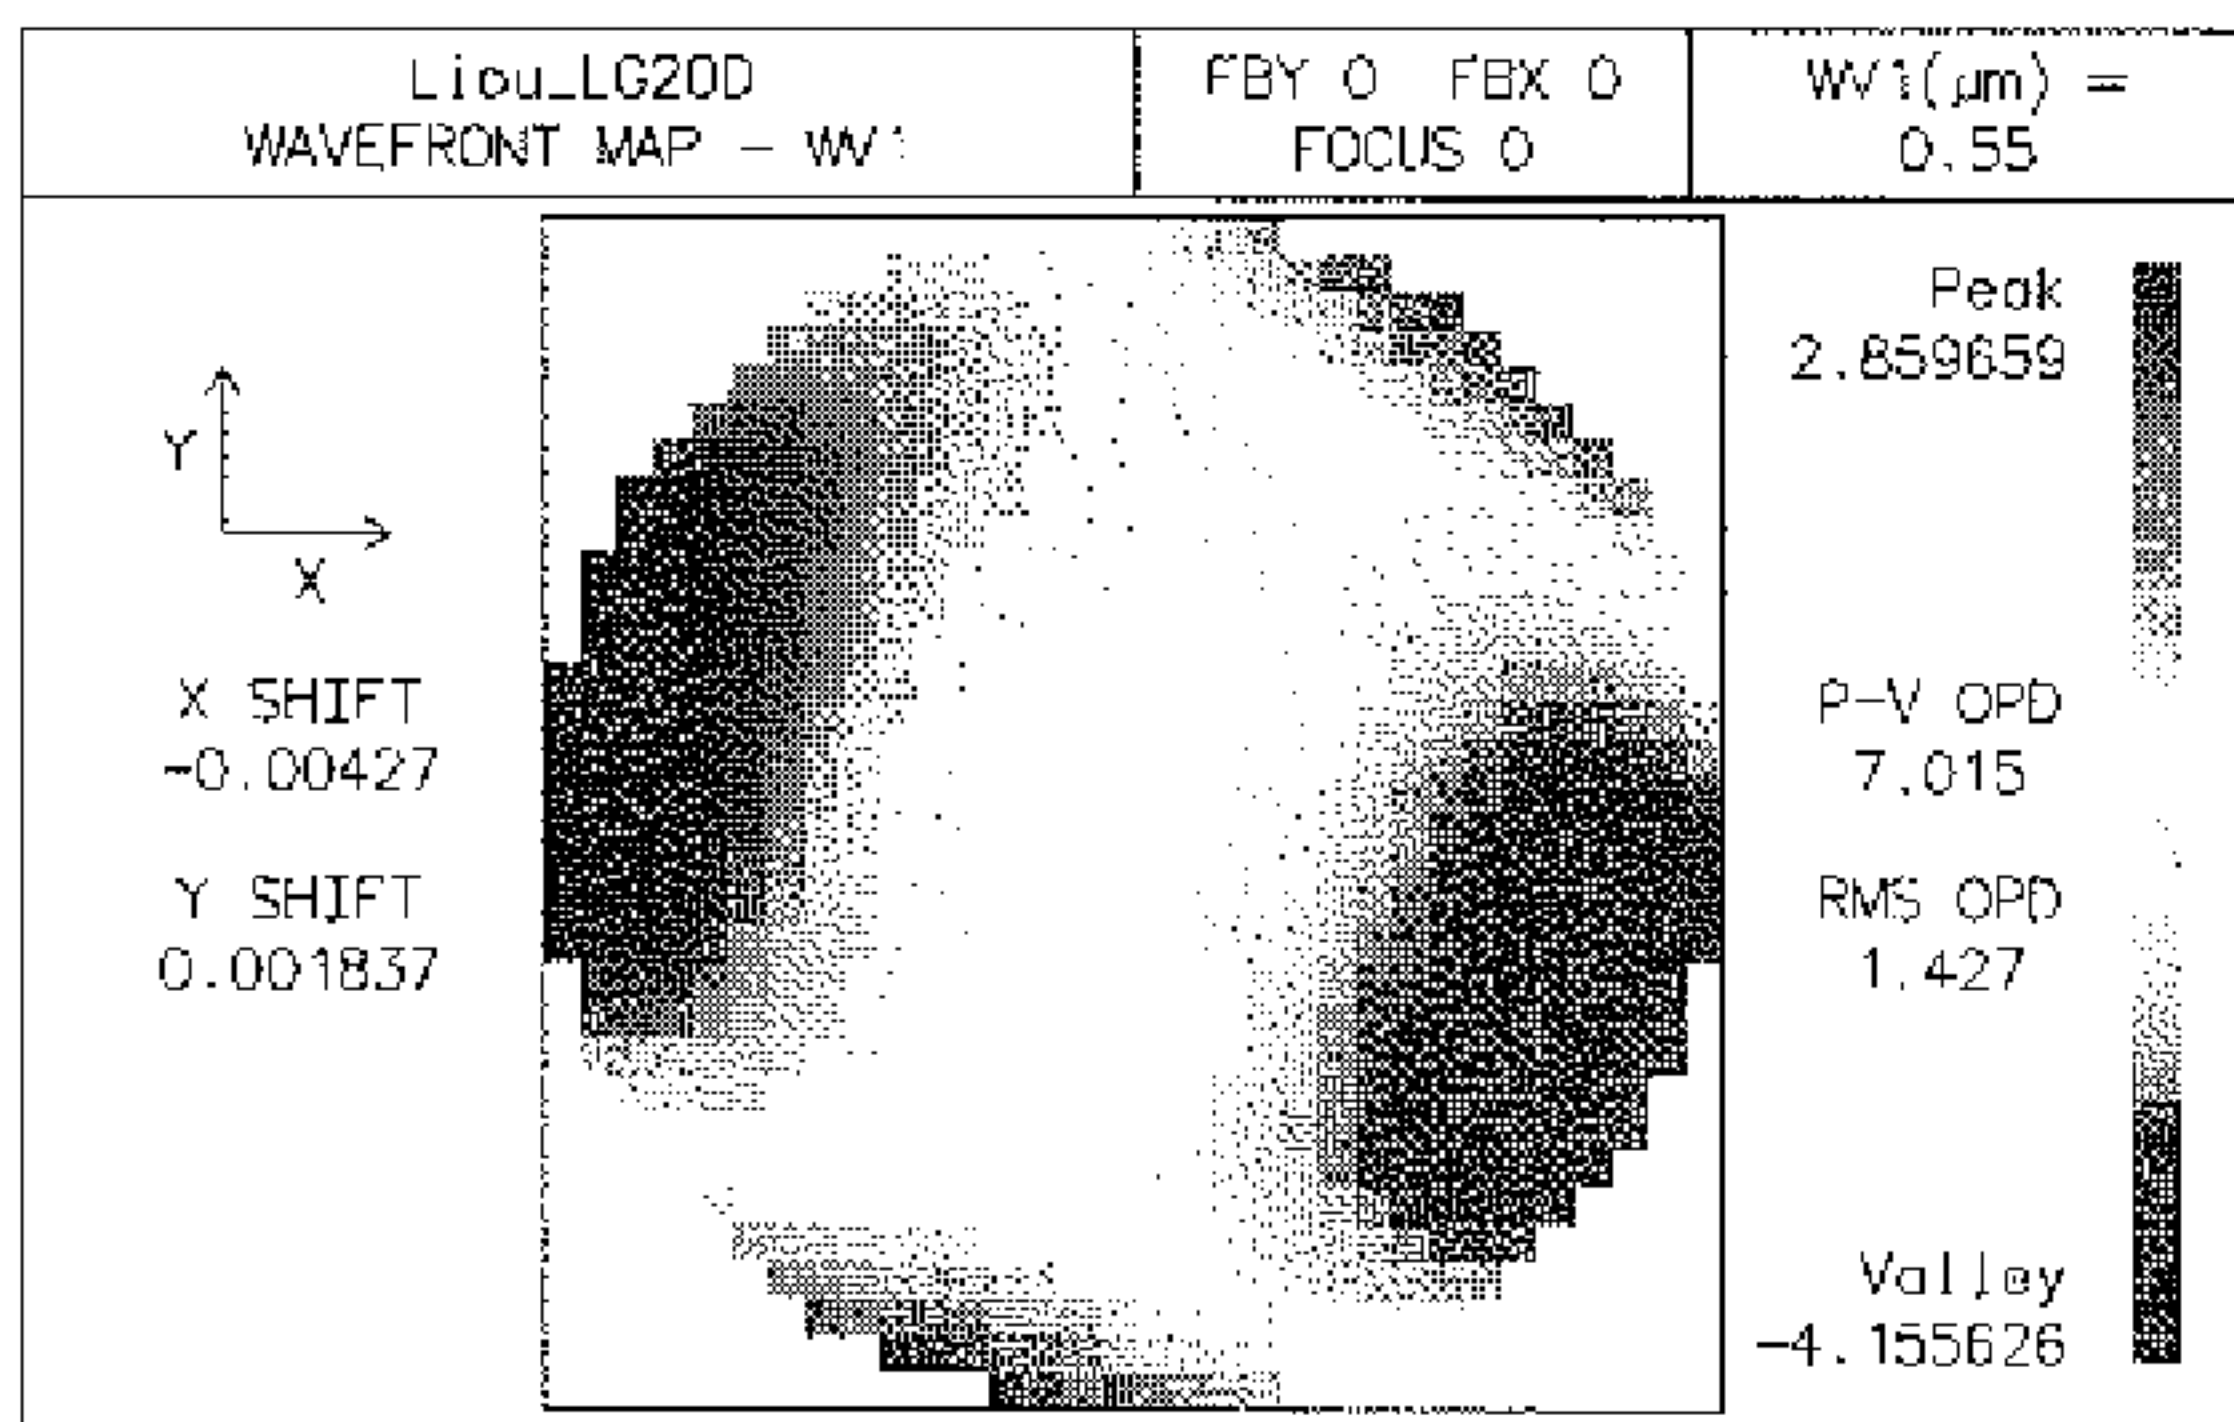 Liou_LG20D
WAVEFRONT MAP - WV1
FBY 0 FBX 0
FOCUS 0
WV1(μm) =
0.55
Y
X
X SHIFT
-0.00427
Y SHIFT
0.001837
Peak
2.859659
P-V OPD
7.015
RMS OPD
1.427
Valley
-4.155626